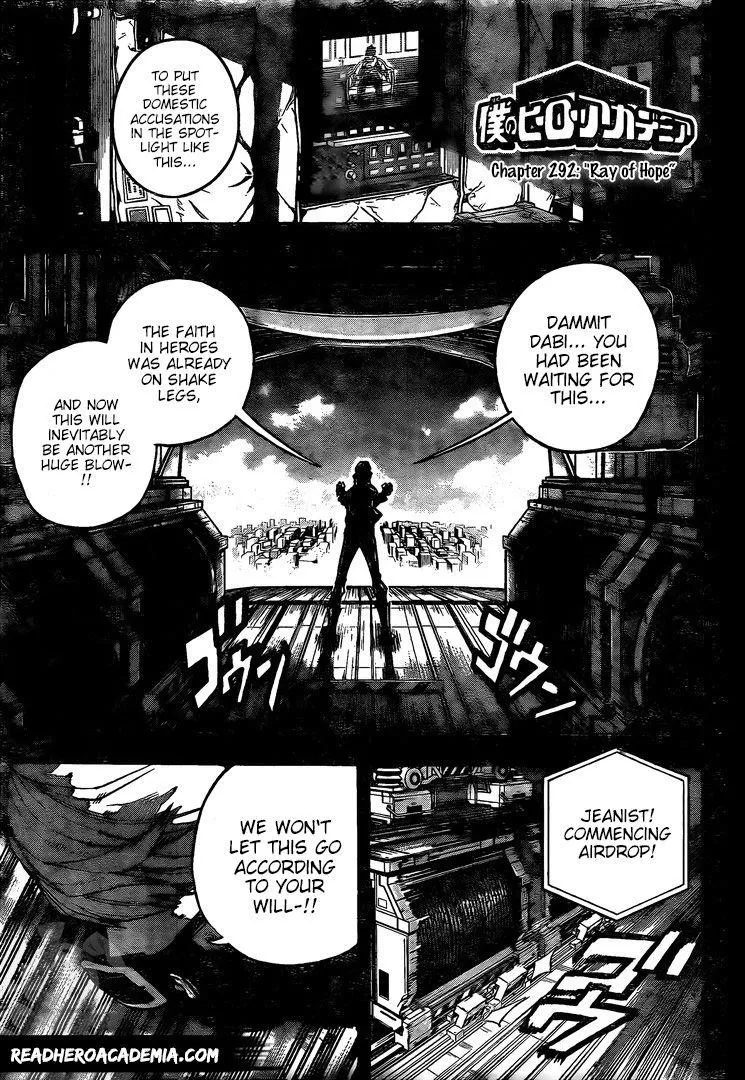 僕のヒーローアカデミア
Chapter 292: "Ray of Hope"
TO PUT
THESE
DOMESTIC
ACCUSATIONS
IN THE SPOT-
LIGHT LIKE
THIS...
DAMMIT
DABI... YOU
HAD BEEN
WAITING FOR
THIS...
THE FAITH
IN HEROES
WAS ALREADY
ON SHAKE
LEGS,
AND NOW
THIS WILL
INEVITABLY
BE ANOTHER
HUGE BLOW-
!!
ゴウン
ゴウン
JEANIST!
COMMENCING
AIRDROP!
ゴウ
WE WON'T
LET THIS GO
ACCORDING
TO YOUR
WILL-!!
READHEROACADEMIA.COM